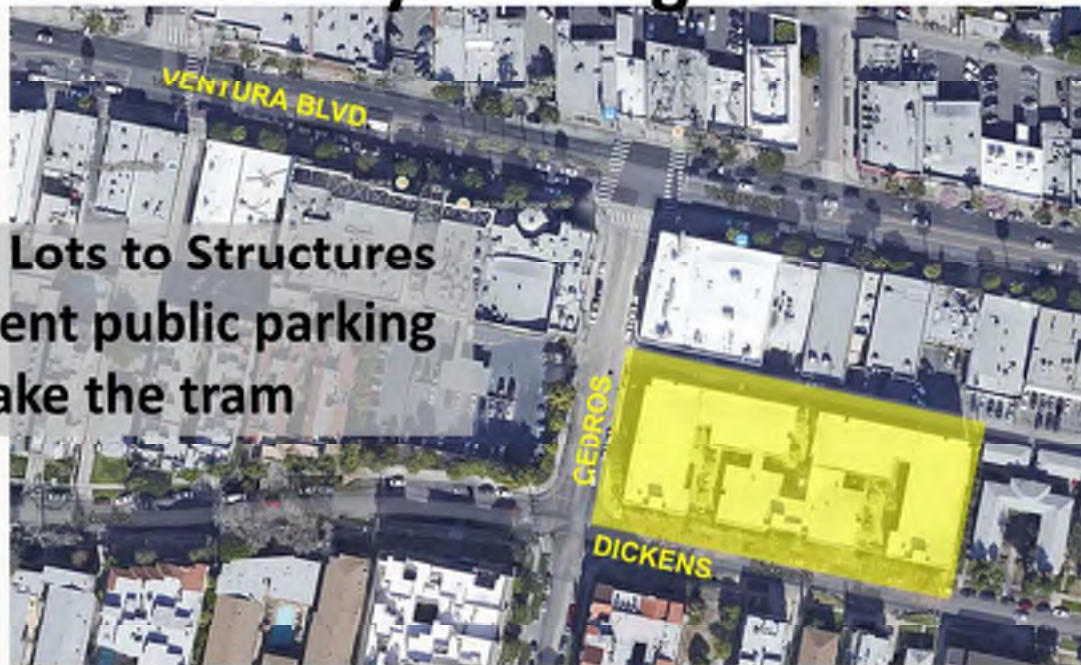 VENTURA BLVD
Lots to Structures
ent public parking
ake the tram
CEDROS
DICKENS